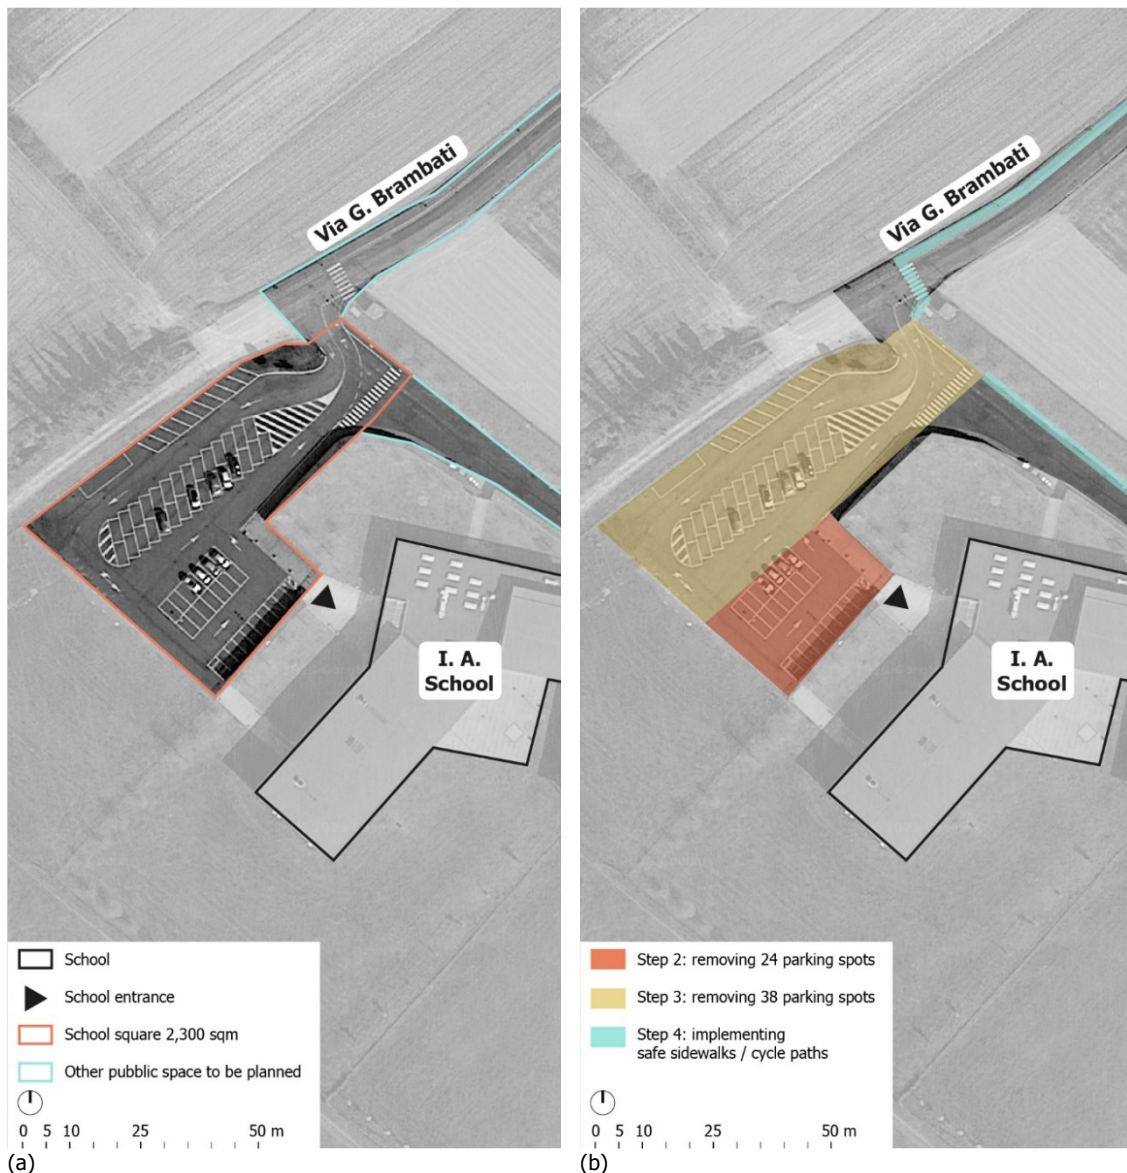 Via G. Brambati
I. A.
School
School
School entrance
School square 2,300 sqm
Other pubblic space to be planned
0 5 10 25 50 m
(a)
Via G. Brambati
I. A.
School
Step 2: removing 24 parking spots
Step 3: removing 38 parking spots
Step 4: implementing
safe sidewalks / cycle paths
0 5 10 25 50 m
(b)